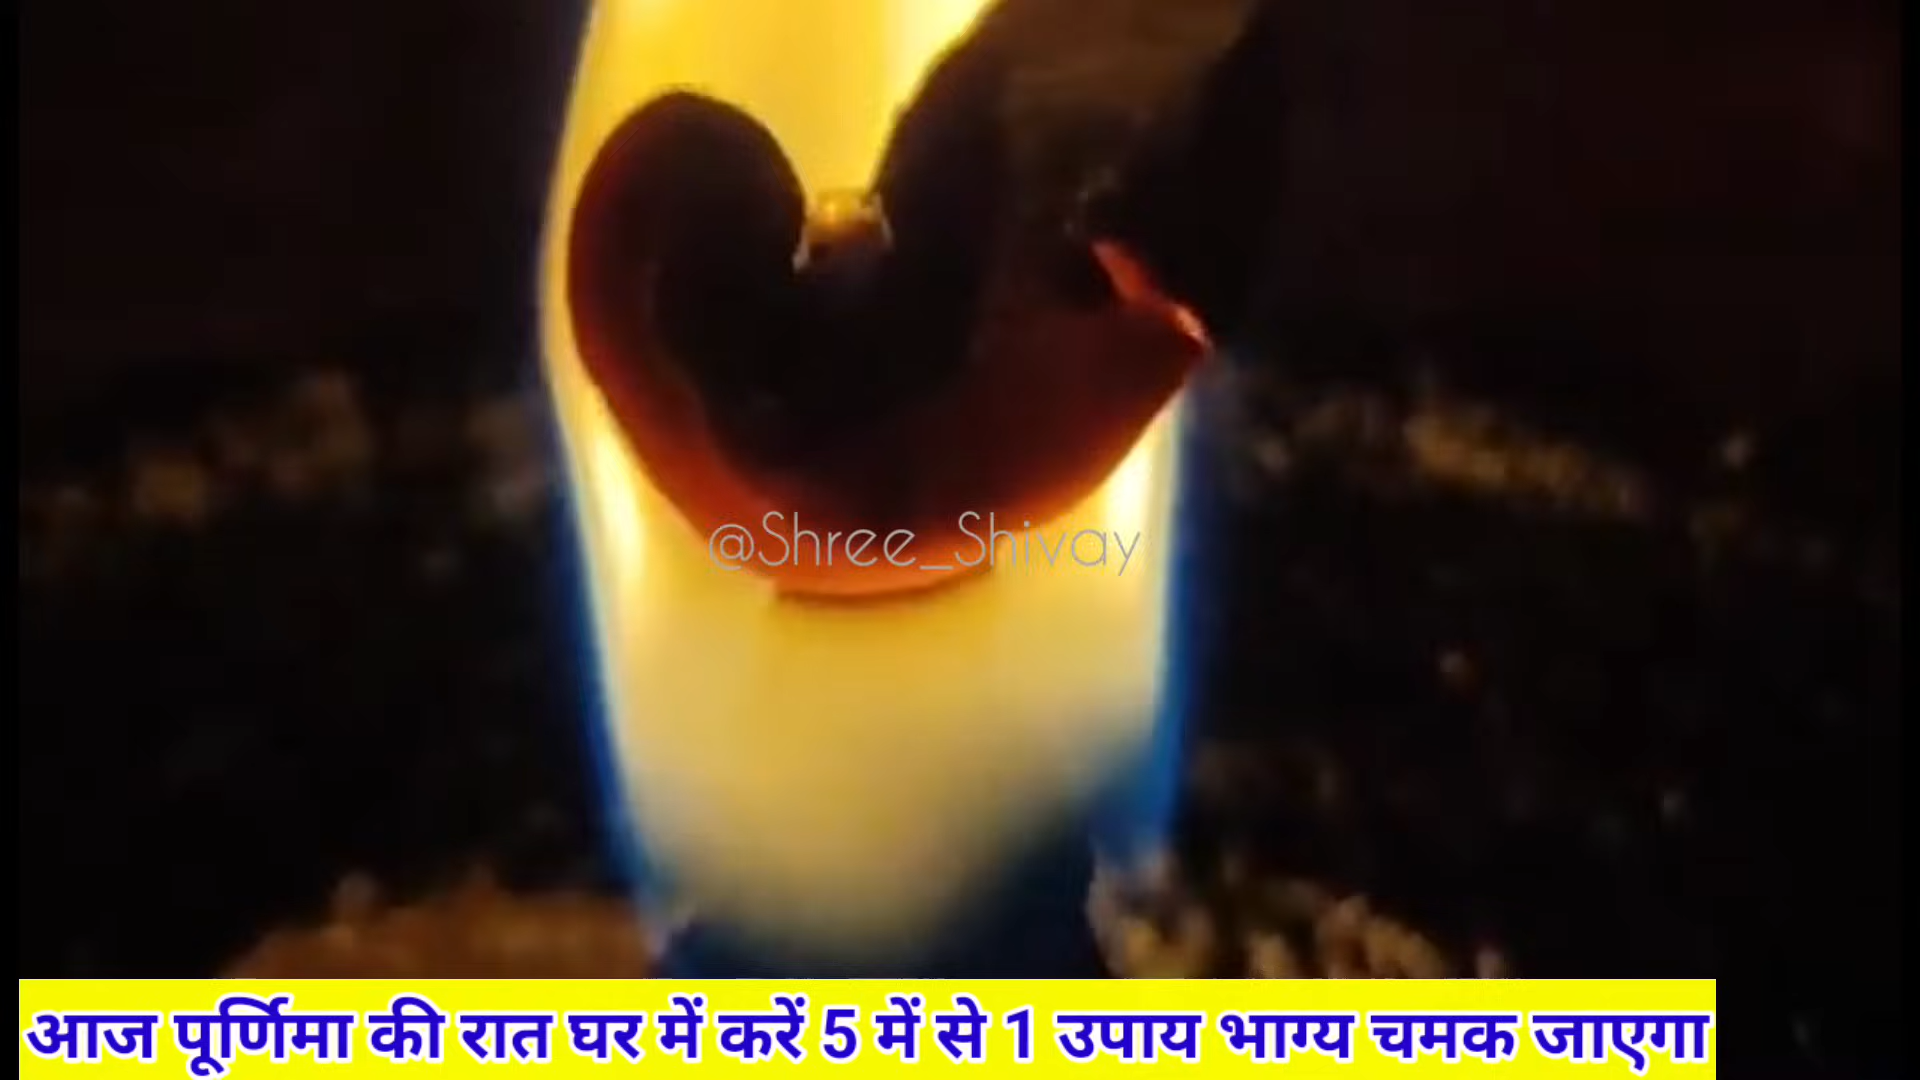 @Shree_Shivay
आज पूर्णिमा की रात घर में करें 5 में से 1 उपाय भाग्य चमक जाएगा